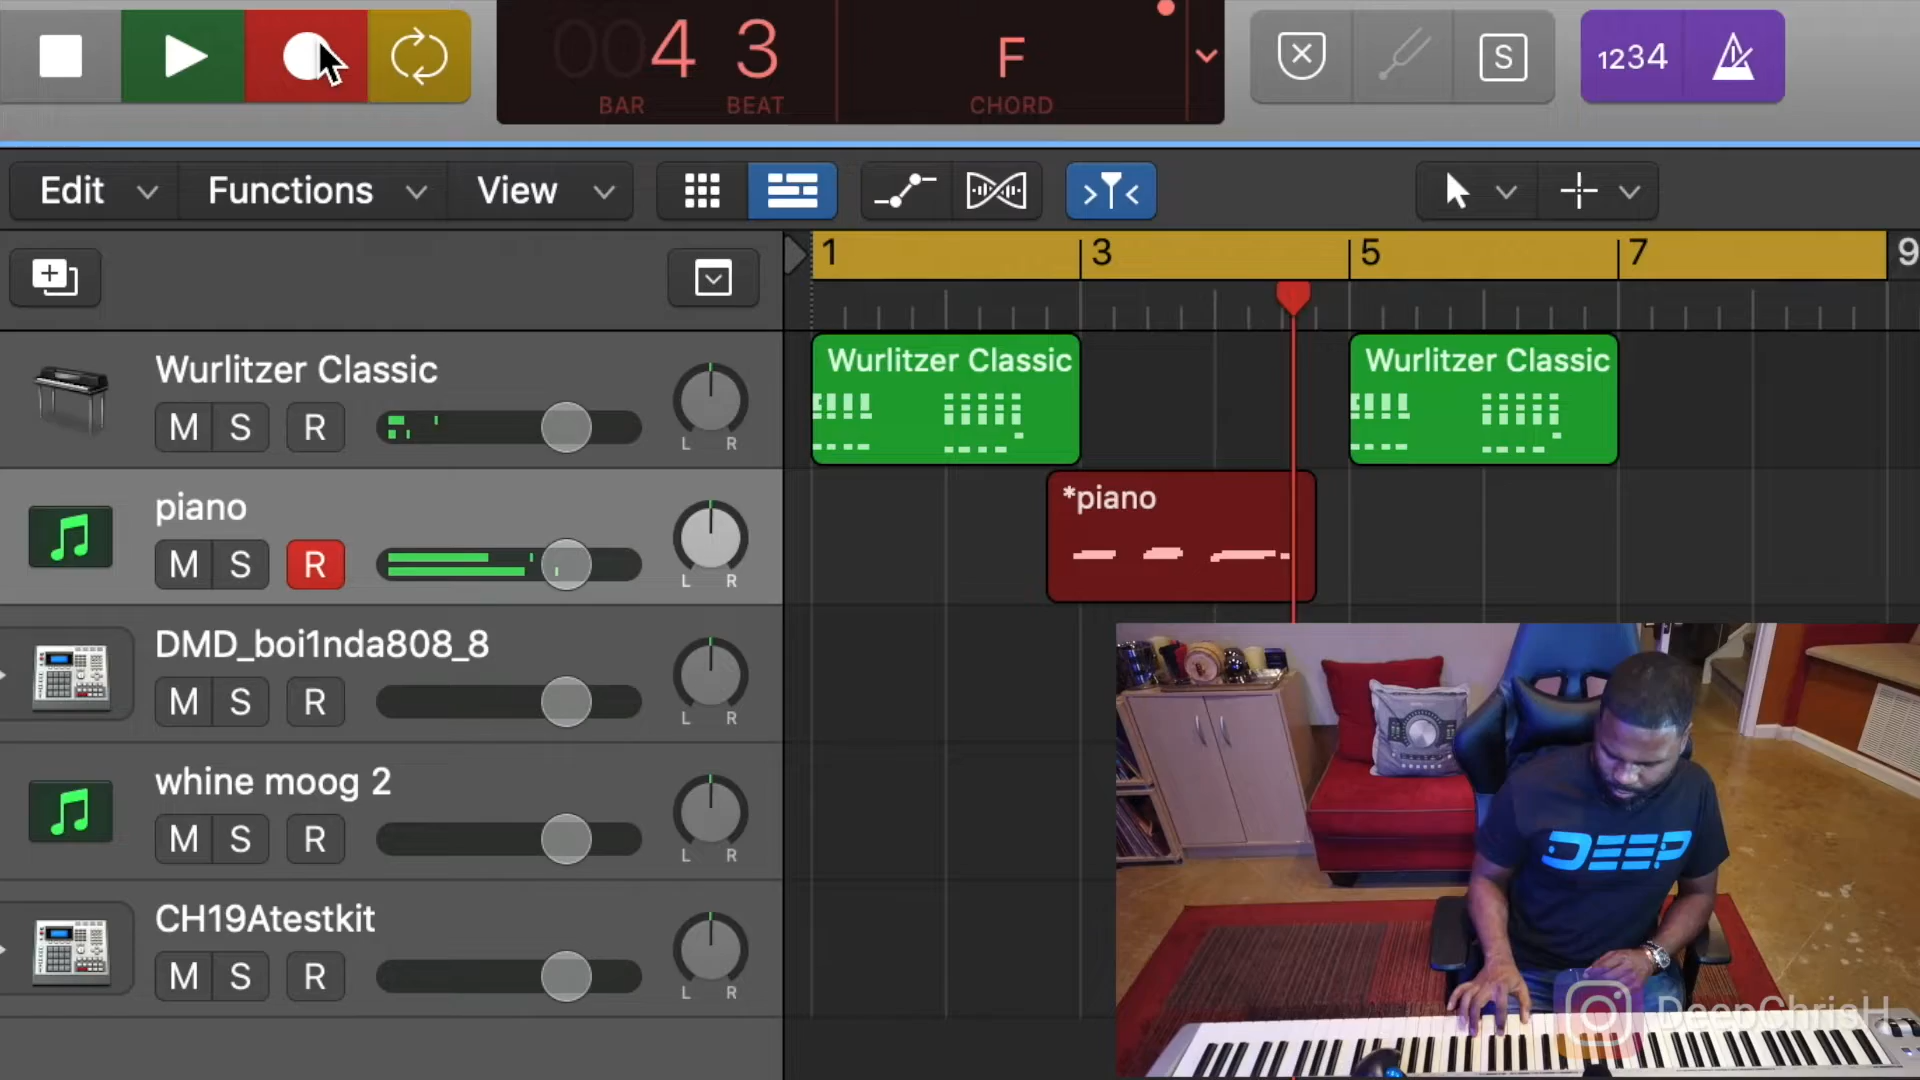 004 3 F
BAR BEAT CHORD
S 1234
Edit Functions View
1 3 5 7 9
Wurlitzer Classic
M S R L R
Wurlitzer Classic Wurlitzer Classic
piano
M S R L R
*piano
DMD_boi1nda808_8
M S R L R
whine moog 2
M S R L R
CH19Atestkit
M S R L R
DEEP
DeepChrisH